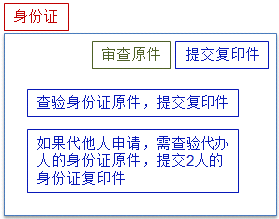 身份证
审查原件 提交复印件
查验身份证原件，提交复印件
如果代他人申请，需查验代办
人的身份证原件，提交2人的
身份证复印件